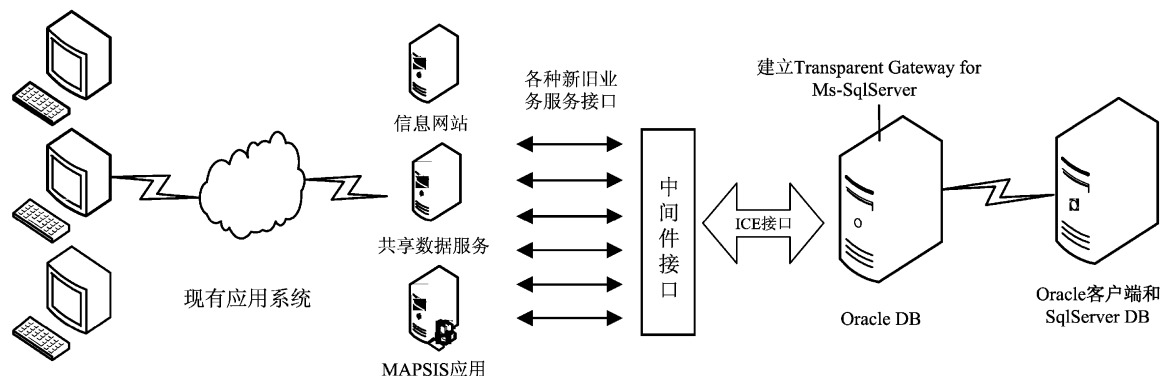 信息网站
共享数据服务
MAPSIS应用
现有应用系统
各种新旧业
务服务接口
中间件接口
ICE接口
建立Transparent Gateway for
Ms-SqlServer
Oracle DB
Oracle客户端和
SqlServer DB